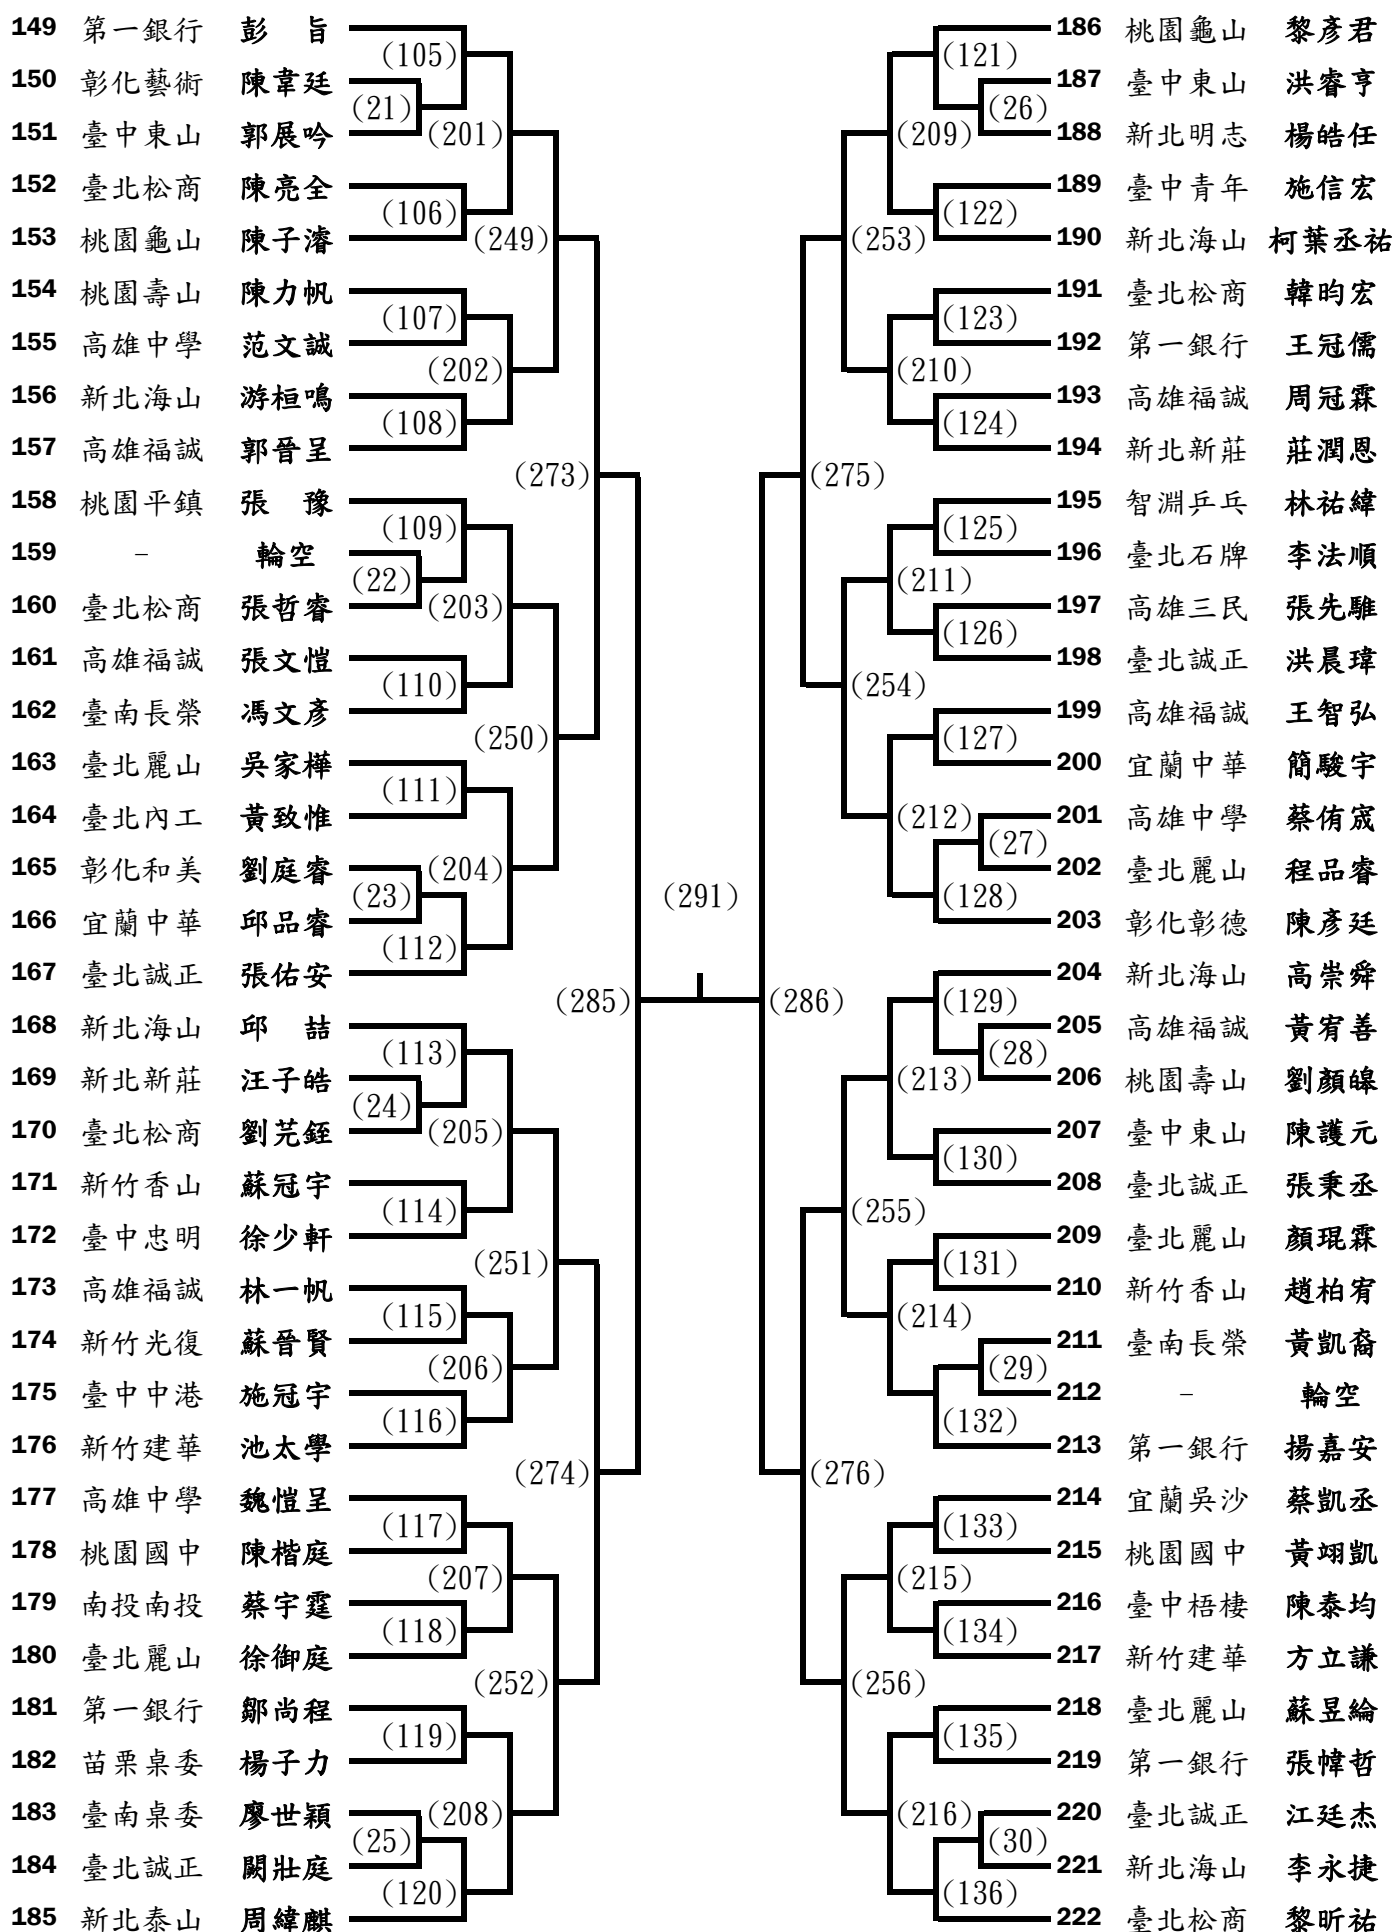 149 第一銀行 彭 旨
(105)
150 彰化藝術 陳韋廷
(21)
151 臺中東山 郭展吟
(201)
152 臺北松商 陳亮全
(106)
153 桃園龜山 陳子濬
(249)
154 桃園壽山 陳力帆
(107)
155 高雄中學 范文誠
(202)
156 新北海山 游桓鳴
(108)
157 高雄福誠 郭晉呈
(273)
158 桃園平鎮 張 豫
(109)
159 － 輪空
(22)
160 臺北松商 張哲睿
(203)
161 高雄福誠 張文愷
(110)
162 臺南長榮 馮文彥
(250)
163 臺北麗山 吳家樺
(111)
164 臺北內工 黃致惟
165 彰化和美 劉庭睿
(204)
(23)
166 宜蘭中華 邱品睿
(112)
167 臺北誠正 張佑安
(285)
168 新北海山 邱 喆
(113)
169 新北新莊 汪子皓
(24)
170 臺北松商 劉芫銍
(205)
171 新竹香山 蘇冠宇
(114)
172 臺中忠明 徐少軒
(251)
173 高雄福誠 林一帆
(115)
174 新竹光復 蘇晉賢
(206)
175 臺中中港 施冠宇
(116)
176 新竹建華 池太學
(274)
177 高雄中學 魏愷呈
(117)
178 桃園國中 陳楷庭
(207)
179 南投南投 蔡宇霆
(118)
180 臺北麗山 徐御庭
(252)
181 第一銀行 鄒尚程
(119)
182 苗栗桌委 楊子力
183 臺南桌委 廖世穎
(208)
(25)
184 臺北誠正 闕壯庭
(120)
185 新北泰山 周緯麒
(291)
186 桃園龜山 黎彥君
(121)
187 臺中東山 洪睿亨
(26)
188 新北明志 楊皓任
(209)
189 臺中青年 施信宏
(122)
190 新北海山 柯葉丞祐
(253)
191 臺北松商 韓昀宏
(123)
192 第一銀行 王冠儒
(210)
193 高雄福誠 周冠霖
(124)
194 新北新莊 莊潤恩
(275)
195 智淵乒乓 林祐緯
(125)
196 臺北石牌 李法順
(211)
197 高雄三民 張先騅
(126)
198 臺北誠正 洪晨瑋
(254)
199 高雄福誠 王智弘
(127)
200 宜蘭中華 簡駿宇
201 高雄中學 蔡侑宬
(212)
(27)
202 臺北麗山 程品睿
(128)
203 彰化彰德 陳彥廷
204 新北海山 高崇舜
(286)
(129)
205 高雄福誠 黃宥善
(28)
206 桃園壽山 劉顏皞
(213)
207 臺中東山 陳護元
(130)
208 臺北誠正 張秉丞
(255)
209 臺北麗山 顏琨霖
(131)
210 新竹香山 趙柏宥
(214)
211 臺南長榮 黃凱裔
(29)
212 － 輪空
(132)
213 第一銀行 揚嘉安
(276)
214 宜蘭吳沙 蔡凱丞
(133)
215 桃園國中 黃翊凱
(215)
216 臺中梧棲 陳泰均
(134)
217 新竹建華 方立謙
(256)
218 臺北麗山 蘇昱綸
(135)
219 第一銀行 張幃哲
220 臺北誠正 江廷杰
(216)
(30)
221 新北海山 李永捷
(136)
222 臺北松商 黎昕祐